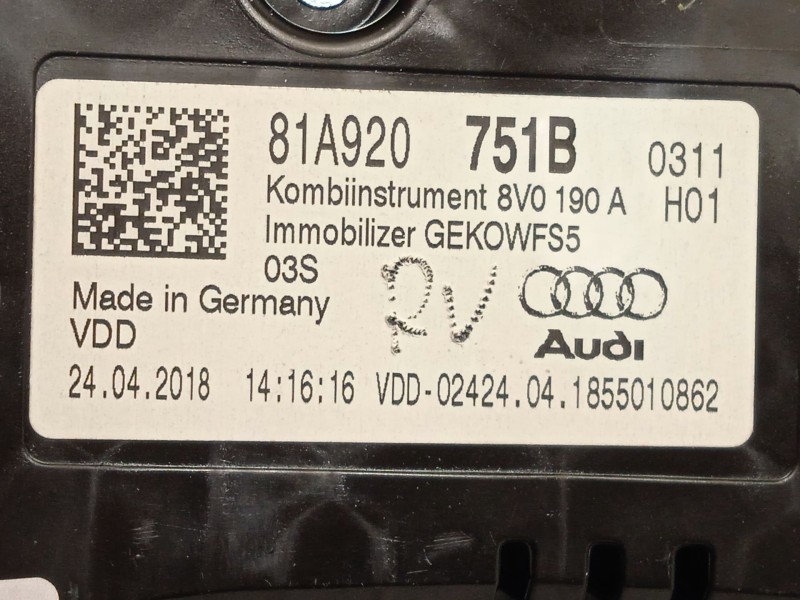 81A920 751B 0311
Kombiinstrument 8V0 190 A H01
Immobilizer GEKOWFS5
03S
RV
Made in Germany
VDD
Audi
24.04.2018 14:16:16 VDD-02424.04.1855010862